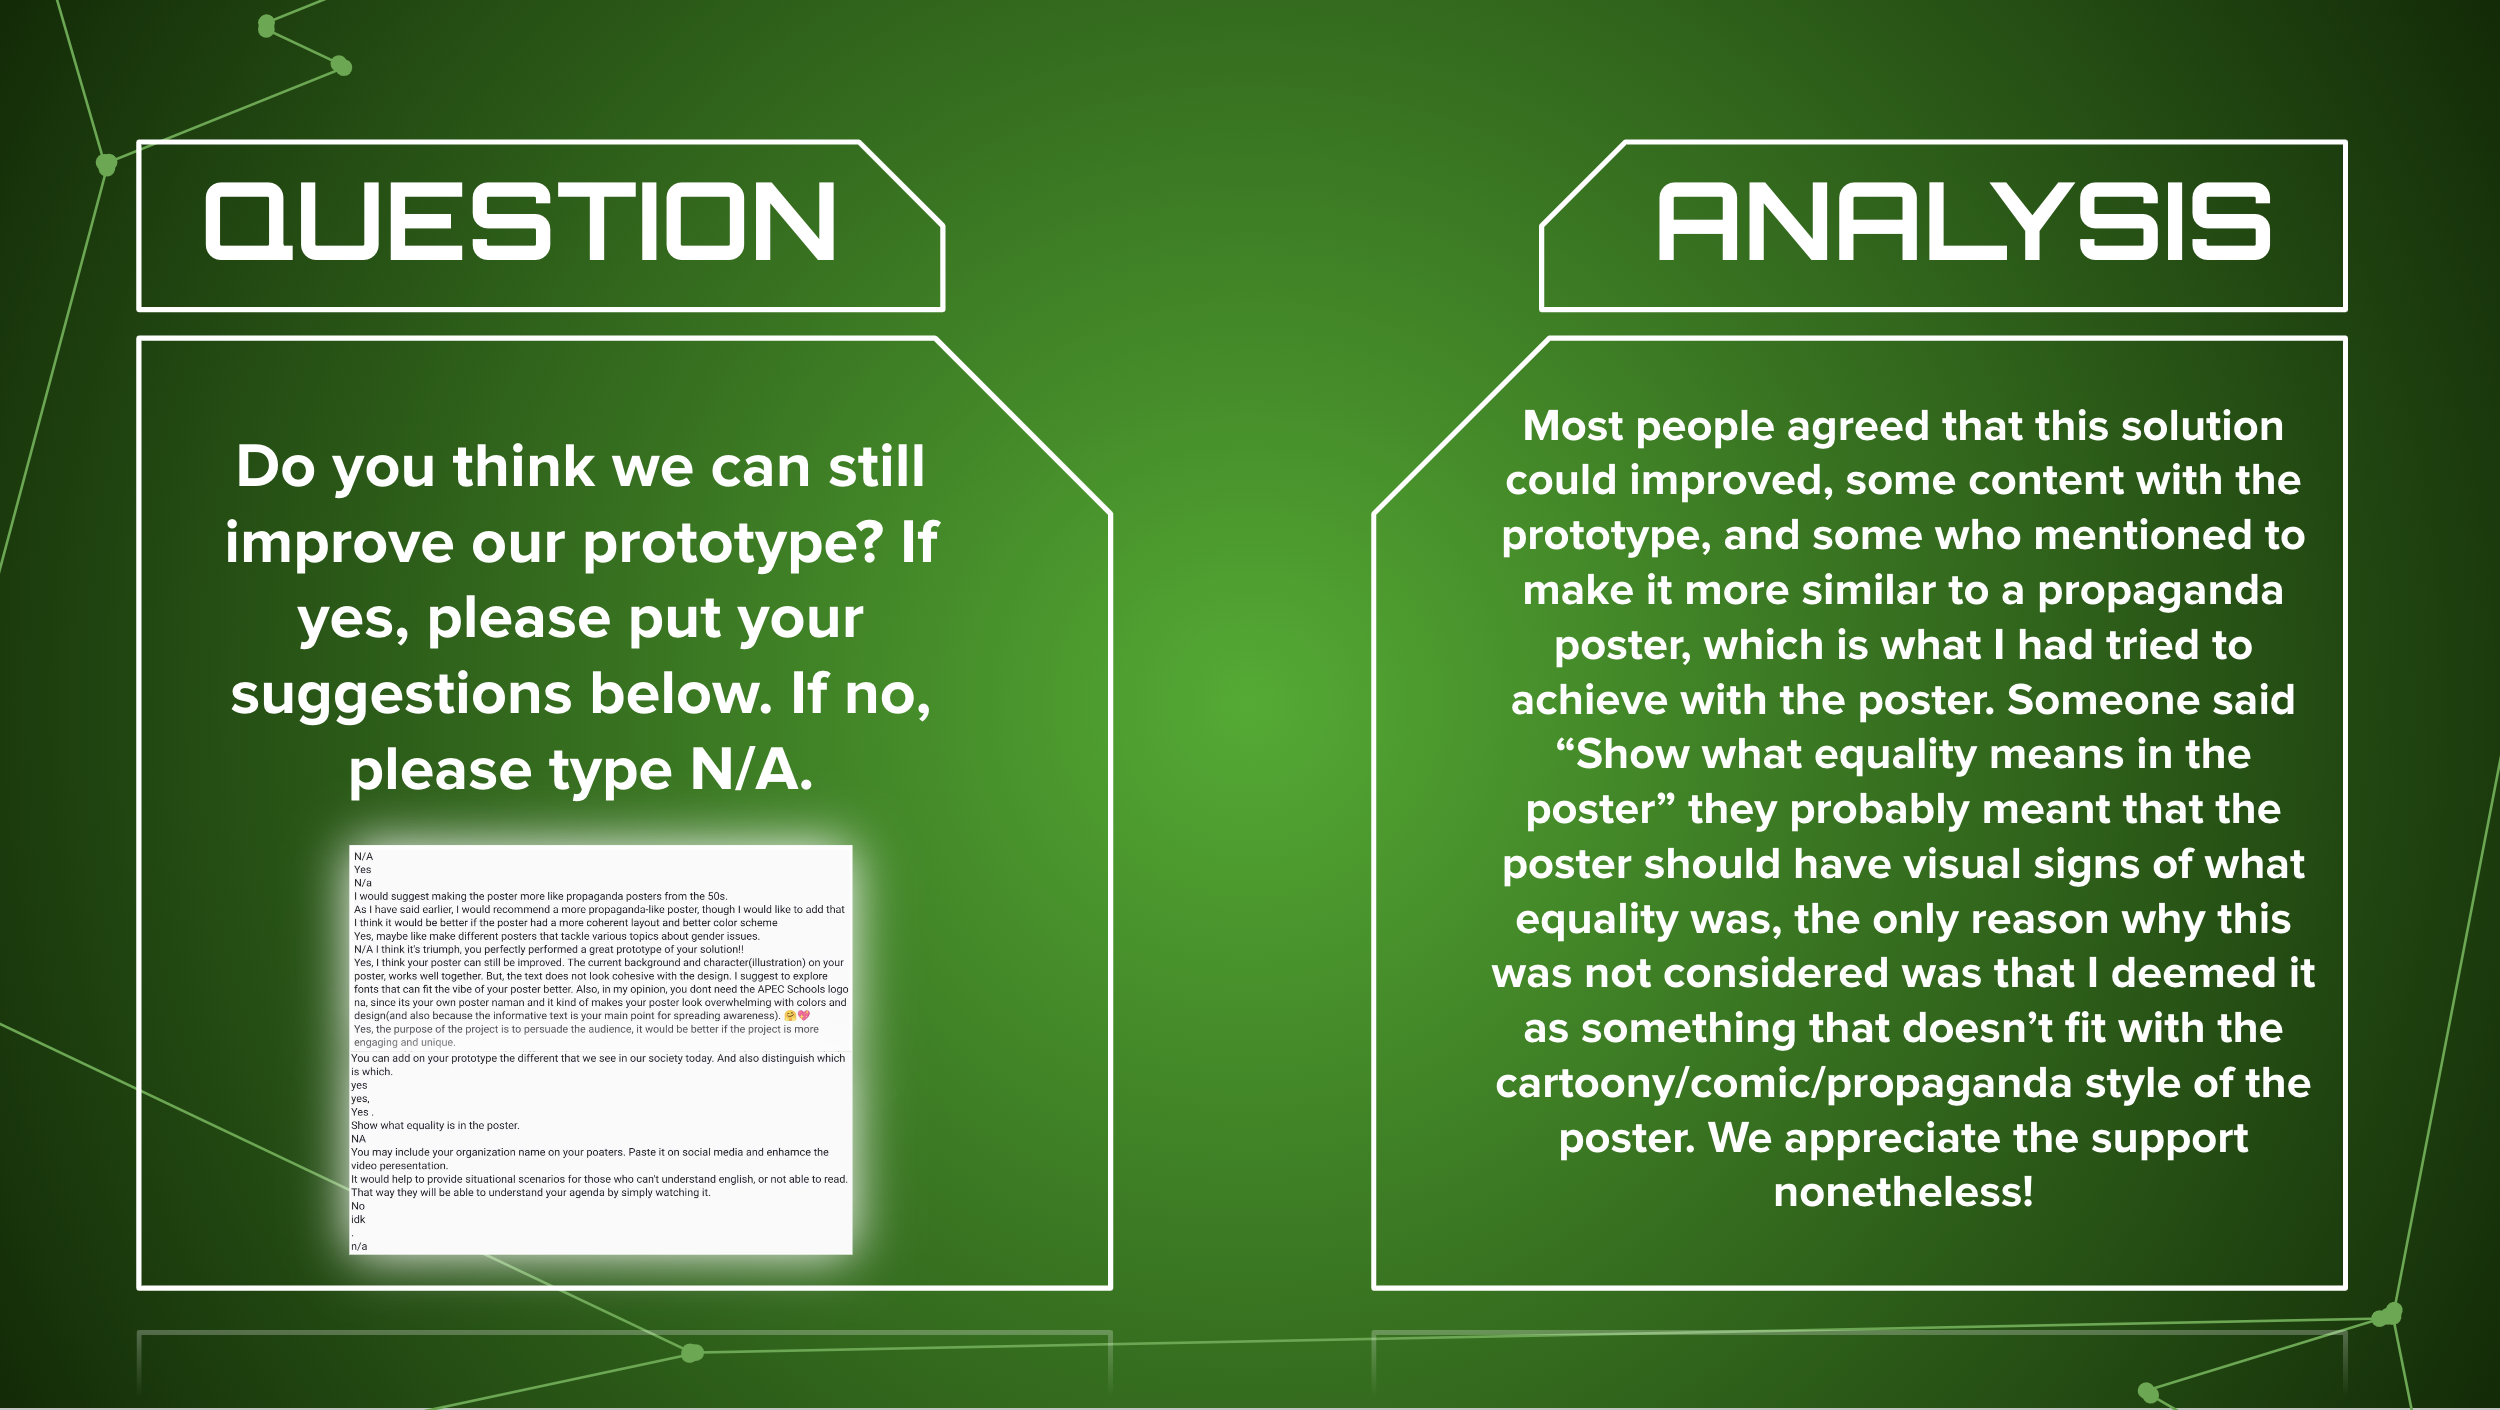 QUESTION
Do you think we can still
improve our prototype? If
yes, please put your
suggestions below. If no,
please type N/A.
N/A
Yes
N/a
I would suggest making the poster more like propaganda posters from the 50s.
As I have said earlier, I would recommend a more propaganda-like poster, though I would like to add that
I think it would be better if the poster had a more coherent layout and better color scheme
Yes, maybe like make different posters that tackle various topics about gender issues.
N/A I think it's triumph, you perfectly performed a great prototype of your solution!!
Yes, I think your poster can still be improved. The current background and character(illustration) on your
poster, works well together. But, the text does not look cohesive with the design. I suggest to explore
fonts that can fit the vibe of your poster better. Also, in my opinion, you dont need the APEC Schools logo
na, since its your own poster naman and it kind of makes your poster look overwhelming with colors and
design(and also because the informative text is your main point for spreading awareness). 🤗💖
Yes, the purpose of the project is to persuade the audience, it would be better if the project is more
engaging and unique.
You can add on your prototype the different that we see in our society today. And also distinguish which
is which.
yes
yes,
Yes .
Show what equality is in the poster.
NA
You may include your organization name on your poaters. Paste it on social media and enhamce the
video peresentation.
It would help to provide situational scenarios for those who can't understand english, or not able to read.
That way they will be able to understand your agenda by simply watching it.
No
idk
.
n/a
ANALYSIS
Most people agreed that this solution
could improved, some content with the
prototype, and some who mentioned to
make it more similar to a propaganda
poster, which is what I had tried to
achieve with the poster. Someone said
“Show what equality means in the
poster” they probably meant that the
poster should have visual signs of what
equality was, the only reason why this
was not considered was that I deemed it
as something that doesn’t fit with the
cartoony/comic/propaganda style of the
poster. We appreciate the support
nonetheless!